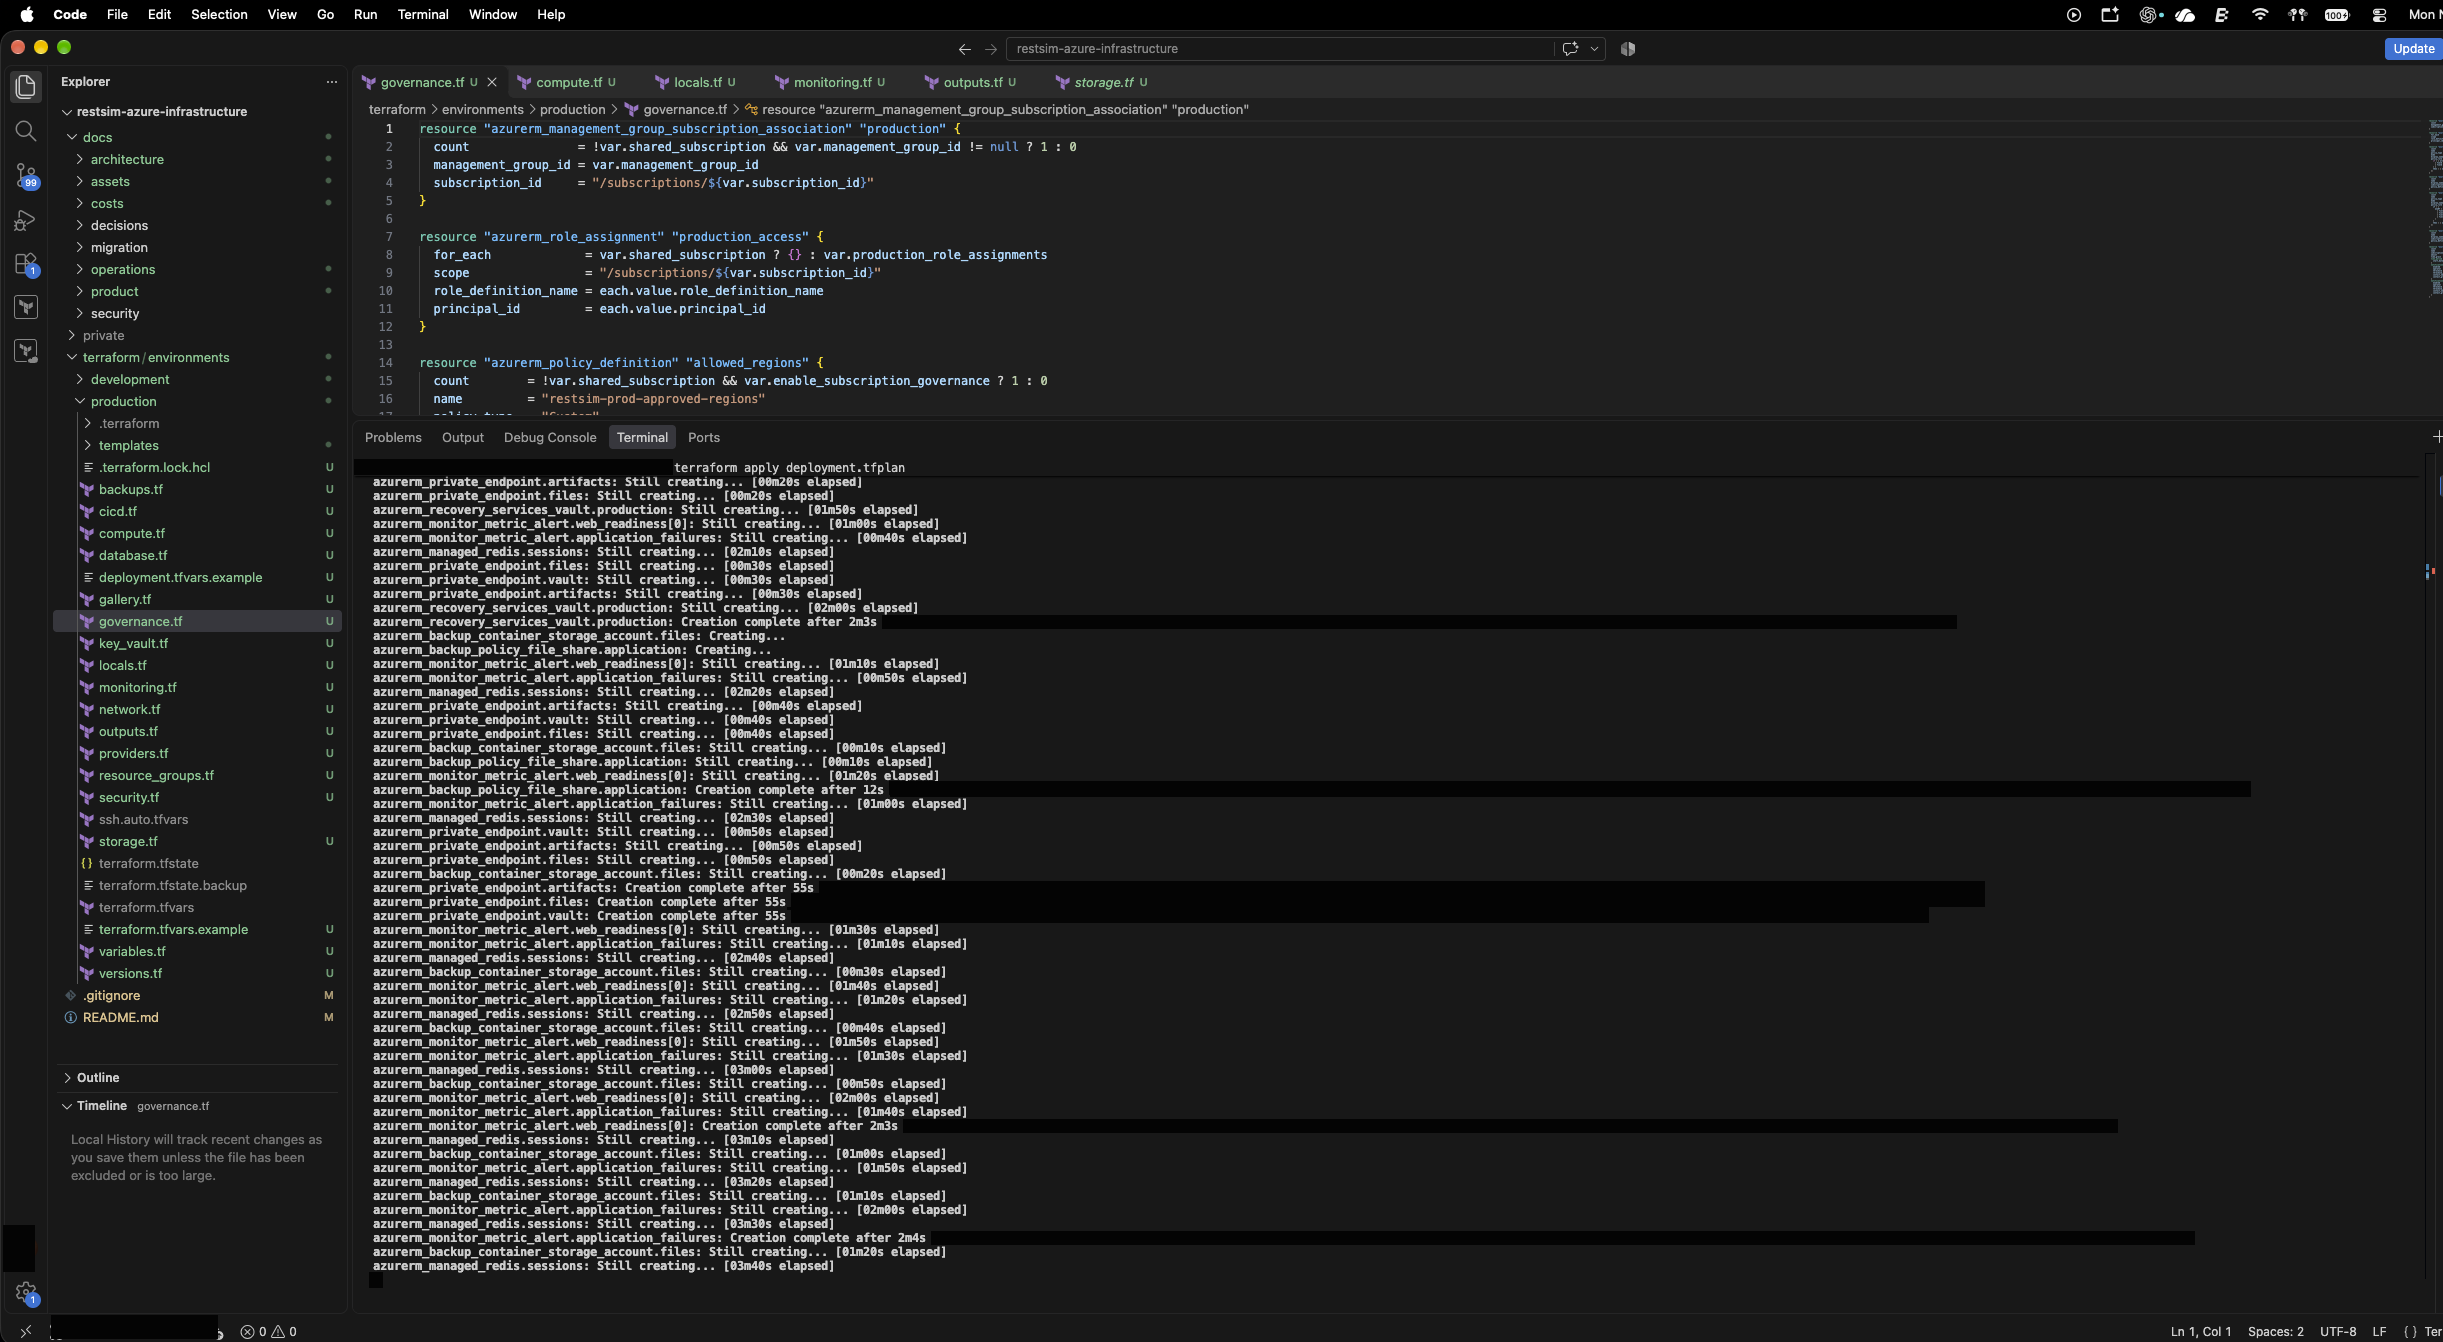 Code File Edit Selection View Go Run Terminal Window Help
100
Mon
restsim-azure-infrastructure
Update
Explorer
restsim-azure-infrastructure
docs
architecture
assets
costs
decisions
migration
operations
product
security
private
terraform/environments
development
production
.terraform
templates
.terraform.lock.hcl U
backups.tf U
cicd.tf U
compute.tf U
database.tf U
deployment.tfvars.example U
gallery.tf U
governance.tf U
key_vault.tf U
locals.tf U
monitoring.tf U
network.tf U
outputs.tf U
providers.tf U
resource_groups.tf U
security.tf U
ssh.auto.tfvars
storage.tf U
{} terraform.tfstate
terraform.tfstate.backup
terraform.tfvars
terraform.tfvars.example U
variables.tf U
versions.tf U
.gitignore M
README.md M
Outline
Timeline governance.tf
Local History will track recent changes as
you save them unless the file has been
excluded or is too large.
99
1
1
governance.tf U compute.tf U locals.tf U monitoring.tf U outputs.tf U storage.tf U
terraform > environments > production > governance.tf > resource "azurerm_management_group_subscription_association" "production"
1 resource "azurerm_management_group_subscription_association" "production" {
2 count = !var.shared_subscription && var.management_group_id != null ? 1 : 0
3 management_group_id = var.management_group_id
4 subscription_id = "/subscriptions/${var.subscription_id}"
5 }
6
7 resource "azurerm_role_assignment" "production_access" {
8 for_each = var.shared_subscription ? {} : var.production_role_assignments
9 scope = "/subscriptions/${var.subscription_id}"
10 role_definition_name = each.value.role_definition_name
11 principal_id = each.value.principal_id
12 }
13
14 resource "azurerm_policy_definition" "allowed_regions" {
15 count = !var.shared_subscription && var.enable_subscription_governance ? 1 : 0
16 name = "restsim-prod-approved-regions"
Problems Output Debug Console Terminal Ports
terraform apply deployment.tfplan
azurerm_private_endpoint.artifacts: Still creating... [00m20s elapsed]
azurerm_private_endpoint.files: Still creating... [00m20s elapsed]
azurerm_recovery_services_vault.production: Still creating... [01m50s elapsed]
azurerm_monitor_metric_alert.web_readiness[0]: Still creating... [01m00s elapsed]
azurerm_monitor_metric_alert.application_failures: Still creating... [00m40s elapsed]
azurerm_managed_redis.sessions: Still creating... [02m10s elapsed]
azurerm_private_endpoint.files: Still creating... [00m30s elapsed]
azurerm_private_endpoint.vault: Still creating... [00m30s elapsed]
azurerm_private_endpoint.artifacts: Still creating... [00m30s elapsed]
azurerm_recovery_services_vault.production: Still creating... [02m00s elapsed]
azurerm_recovery_services_vault.production: Creation complete after 2m3s
azurerm_backup_container_storage_account.files: Creating...
azurerm_backup_policy_file_share.application: Creating...
azurerm_monitor_metric_alert.web_readiness[0]: Still creating... [01m10s elapsed]
azurerm_monitor_metric_alert.application_failures: Still creating... [00m50s elapsed]
azurerm_managed_redis.sessions: Still creating... [02m20s elapsed]
azurerm_private_endpoint.artifacts: Still creating... [00m40s elapsed]
azurerm_private_endpoint.vault: Still creating... [00m40s elapsed]
azurerm_private_endpoint.files: Still creating... [00m40s elapsed]
azurerm_backup_container_storage_account.files: Still creating... [00m10s elapsed]
azurerm_backup_policy_file_share.application: Still creating... [00m10s elapsed]
azurerm_monitor_metric_alert.web_readiness[0]: Still creating... [01m20s elapsed]
azurerm_backup_policy_file_share.application: Creation complete after 12s
azurerm_monitor_metric_alert.application_failures: Still creating... [01m00s elapsed]
azurerm_managed_redis.sessions: Still creating... [02m30s elapsed]
azurerm_private_endpoint.vault: Still creating... [00m50s elapsed]
azurerm_private_endpoint.artifacts: Still creating... [00m50s elapsed]
azurerm_private_endpoint.files: Still creating... [00m50s elapsed]
azurerm_backup_container_storage_account.files: Still creating... [00m20s elapsed]
azurerm_private_endpoint.artifacts: Creation complete after 55s
azurerm_private_endpoint.files: Creation complete after 55s
azurerm_private_endpoint.vault: Creation complete after 55s
azurerm_monitor_metric_alert.web_readiness[0]: Still creating... [01m30s elapsed]
azurerm_monitor_metric_alert.application_failures: Still creating... [01m10s elapsed]
azurerm_managed_redis.sessions: Still creating... [02m40s elapsed]
azurerm_backup_container_storage_account.files: Still creating... [00m30s elapsed]
azurerm_monitor_metric_alert.web_readiness[0]: Still creating... [01m40s elapsed]
azurerm_monitor_metric_alert.application_failures: Still creating... [01m20s elapsed]
azurerm_managed_redis.sessions: Still creating... [02m50s elapsed]
azurerm_backup_container_storage_account.files: Still creating... [00m40s elapsed]
azurerm_monitor_metric_alert.web_readiness[0]: Still creating... [01m50s elapsed]
azurerm_monitor_metric_alert.application_failures: Still creating... [01m30s elapsed]
azurerm_managed_redis.sessions: Still creating... [03m00s elapsed]
azurerm_backup_container_storage_account.files: Still creating... [00m50s elapsed]
azurerm_monitor_metric_alert.web_readiness[0]: Still creating... [02m00s elapsed]
azurerm_monitor_metric_alert.application_failures: Still creating... [01m40s elapsed]
azurerm_monitor_metric_alert.web_readiness[0]: Creation complete after 2m3s
azurerm_managed_redis.sessions: Still creating... [03m10s elapsed]
azurerm_backup_container_storage_account.files: Still creating... [01m00s elapsed]
azurerm_monitor_metric_alert.application_failures: Still creating... [01m50s elapsed]
azurerm_managed_redis.sessions: Still creating... [03m20s elapsed]
azurerm_backup_container_storage_account.files: Still creating... [01m10s elapsed]
azurerm_monitor_metric_alert.application_failures: Still creating... [02m00s elapsed]
azurerm_managed_redis.sessions: Still creating... [03m30s elapsed]
azurerm_monitor_metric_alert.application_failures: Creation complete after 2m4s
azurerm_backup_container_storage_account.files: Still creating... [01m20s elapsed]
azurerm_managed_redis.sessions: Still creating... [03m40s elapsed]
0 0
Ln 1, Col 1 Spaces: 2 UTF-8 LF { } Ter